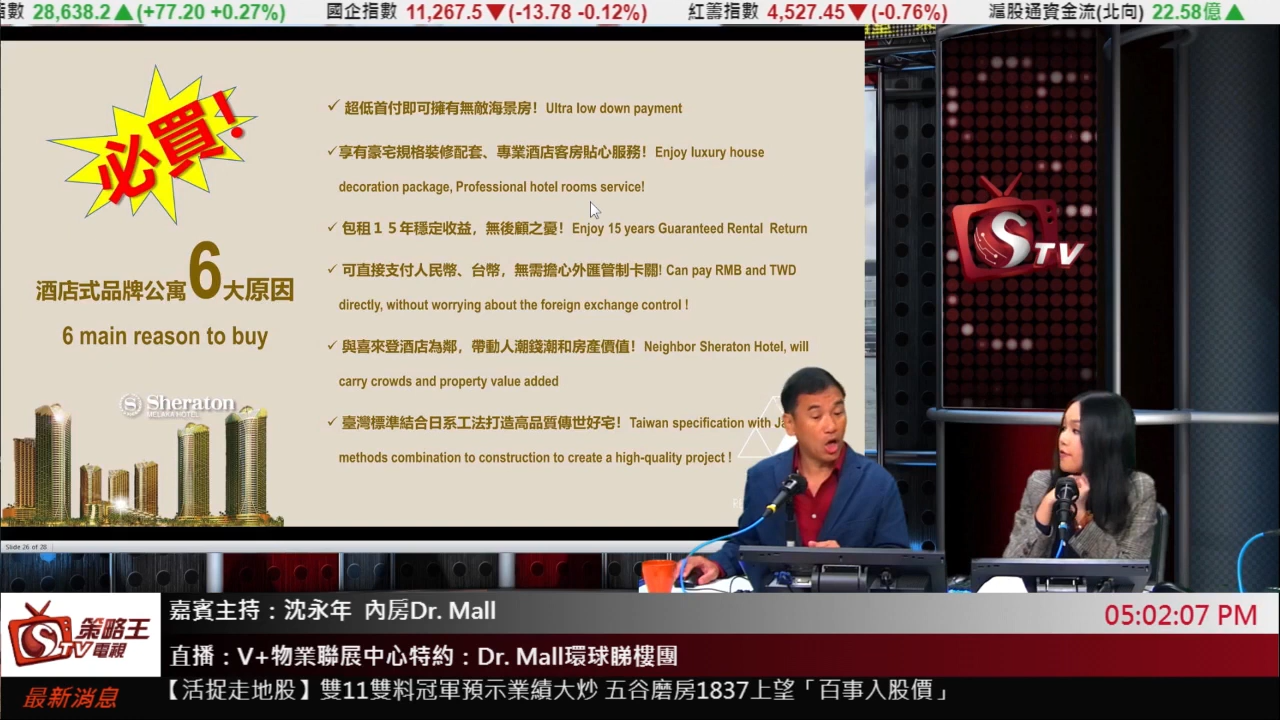 指數 28,638.2▲(+77.20 +0.27%) 國企指數 11,267.5▼(-13.78 -0.12%) 紅籌指數 4,527.45▼(-0.76%) 滬股通資金流(北向) 22.58億▲
必買!
酒店式品牌公寓6大原因
6 main reason to buy
Sheraton
MELAKA HOTEL
✓ 超低首付即可擁有無敵海景房! Ultra low down payment
✓享有豪宅規格裝修配套、專業酒店客房貼心服務! Enjoy luxury house
decoration package, Professional hotel rooms service!
✓ 包租15年穩定收益, 無後顧之憂! Enjoy 15 years Guaranteed Rental Return
✓ 可直接支付人民幣、台幣, 無需擔心外匯管制卡關! Can pay RMB and TWD
directly, without worrying about the foreign exchange control !
✓ 與喜來登酒店為鄰, 帶動人潮錢潮和房產價值! Neighbor Sheraton Hotel, will
carry crowds and property value added
✓ 臺灣標準結合日系工法打造高品質傳世好宅! Taiwan specification with
methods combination to construction to create a high-quality project !
Slide 26 of 28
STV
STV
策略王
電視
嘉賓主持：沈永年 內房Dr. Mall
05:02:07 PM
直播：V+物業聯展中心特約：Dr. Mall環球睇樓團
最新消息
【活捉走地股】雙11雙料冠軍預示業績大炒 五谷磨房1837上望「百事入股價」